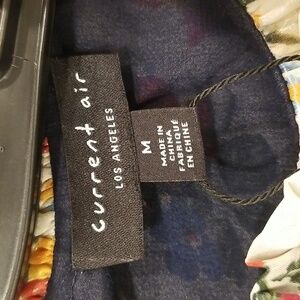 current air
LOS ANGELES
M
MADE IN
CHINA
FABRIQUÉ
EN CHINE